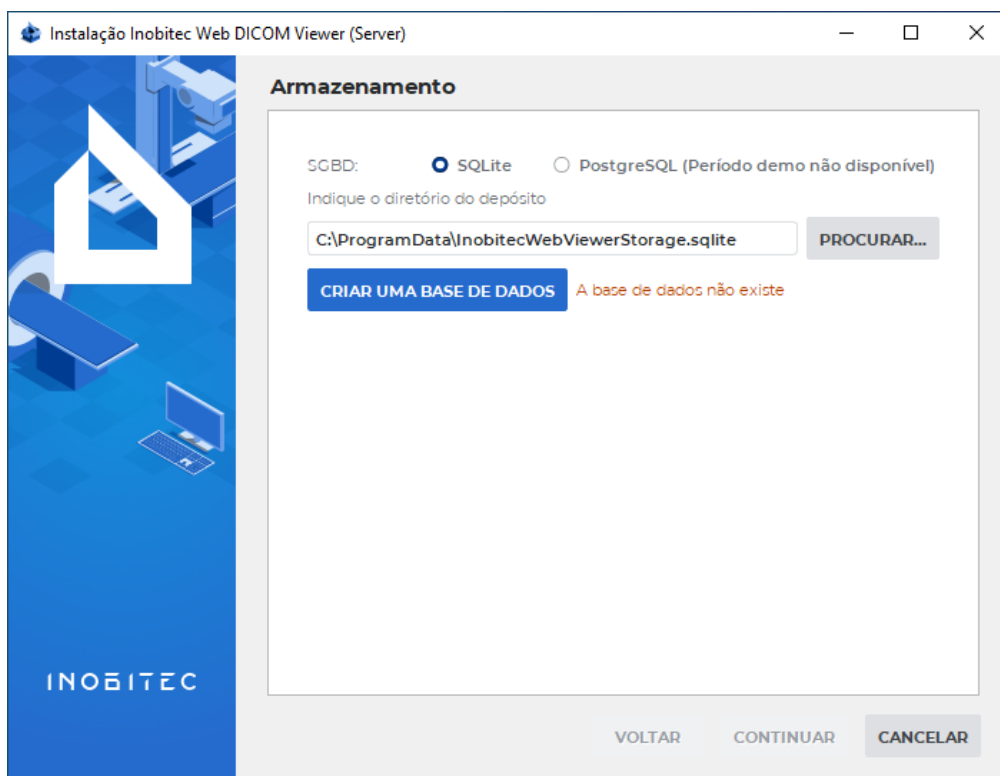 Instalação Inobitec Web DICOM Viewer (Server)
Armazenamento
SGBD: SQLite PostgreSQL (Período demo não disponível)
Indique o diretório do depósito
C:\ProgramData\InobitecWebViewerStorage.sqlite PROCURAR...
CRIAR UMA BASE DE DADOS A base de dados não existe
INOBITEC
VOLTAR CONTINUAR CANCELAR